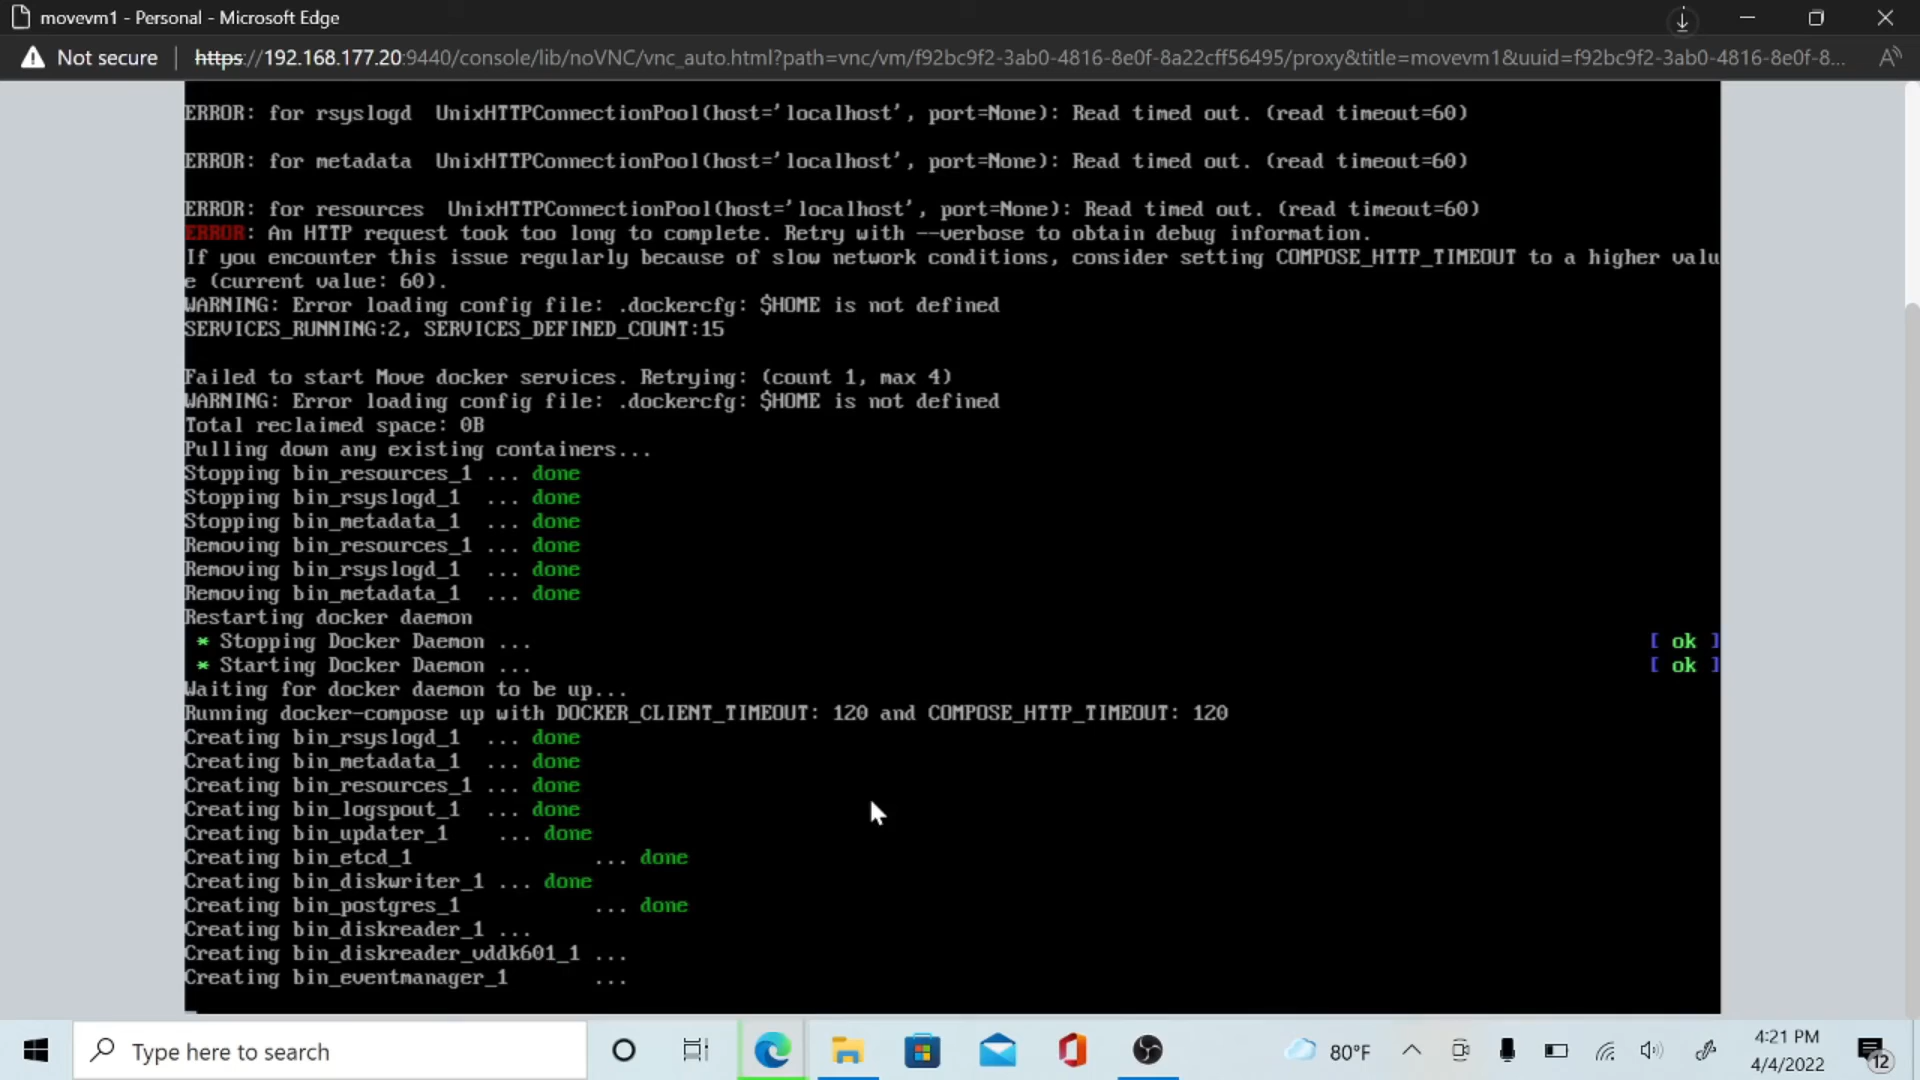 movevm1 - Personal - Microsoft Edge
Not secure https://192.168.177.20:9440/console/lib/noVNC/vnc_auto.html?path=vnc/vm/f92bc9f2-3ab0-4816-8e0f-8a22cff56495/proxy&title=movevm1&uuid=f92bc9f2-3ab0-4816-8e0f-8...
ERROR: for rsyslogd  UnixHTTPConnectionPool(host='localhost', port=None): Read timed out. (read timeout=60)
ERROR: for metadata  UnixHTTPConnectionPool(host='localhost', port=None): Read timed out. (read timeout=60)
ERROR: for resources  UnixHTTPConnectionPool(host='localhost', port=None): Read timed out. (read timeout=60)
ERROR: An HTTP request took too long to complete. Retry with --verbose to obtain debug information.
If you encounter this issue regularly because of slow network conditions, consider setting COMPOSE_HTTP_TIMEOUT to a higher valu
e (current value: 60).
WARNING: Error loading config file: .dockercfg: $HOME is not defined
SERVICES_RUNNING:2, SERVICES_DEFINED_COUNT:15
Failed to start Move docker services. Retrying: (count 1, max 4)
WARNING: Error loading config file: .dockercfg: $HOME is not defined
Total reclaimed space: 0B
Pulling down any existing containers...
Stopping bin_resources_1 ... done
Stopping bin_rsyslogd_1  ... done
Stopping bin_metadata_1  ... done
Removing bin_resources_1 ... done
Removing bin_rsyslogd_1  ... done
Removing bin_metadata_1  ... done
Restarting docker daemon
* Stopping Docker Daemon ... [ ok ]
* Starting Docker Daemon ... [ ok ]
Waiting for docker daemon to be up...
Running docker-compose up with DOCKER_CLIENT_TIMEOUT: 120 and COMPOSE_HTTP_TIMEOUT: 120
Creating bin_rsyslogd_1  ... done
Creating bin_metadata_1  ... done
Creating bin_resources_1 ... done
Creating bin_logspout_1  ... done
Creating bin_updater_1    ... done
Creating bin_etcd_1               ... done
Creating bin_diskwriter_1 ... done
Creating bin_postgres_1           ... done
Creating bin_diskreader_1 ...
Creating bin_diskreader_vddk601_1 ...
Creating bin_eventmanager_1       ...
Type here to search
80°F
4:21 PM
4/4/2022
12